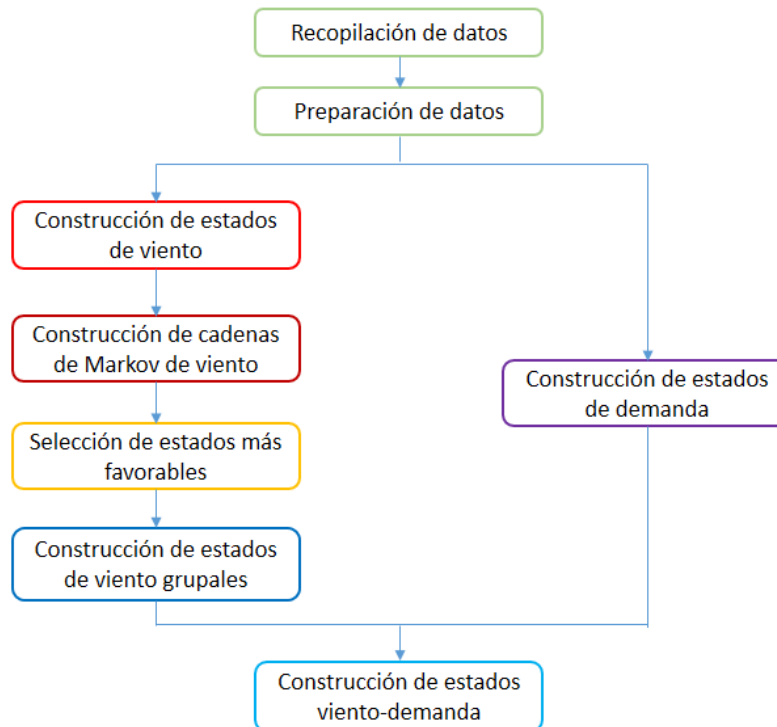 Recopilación de datos
Preparación de datos
Construcción de estados
de viento
Construcción de cadenas
de Markov de viento
Selección de estados más
favorables
Construcción de estados
de viento grupales
Construcción de estados
de demanda
Construcción de estados
viento-demanda